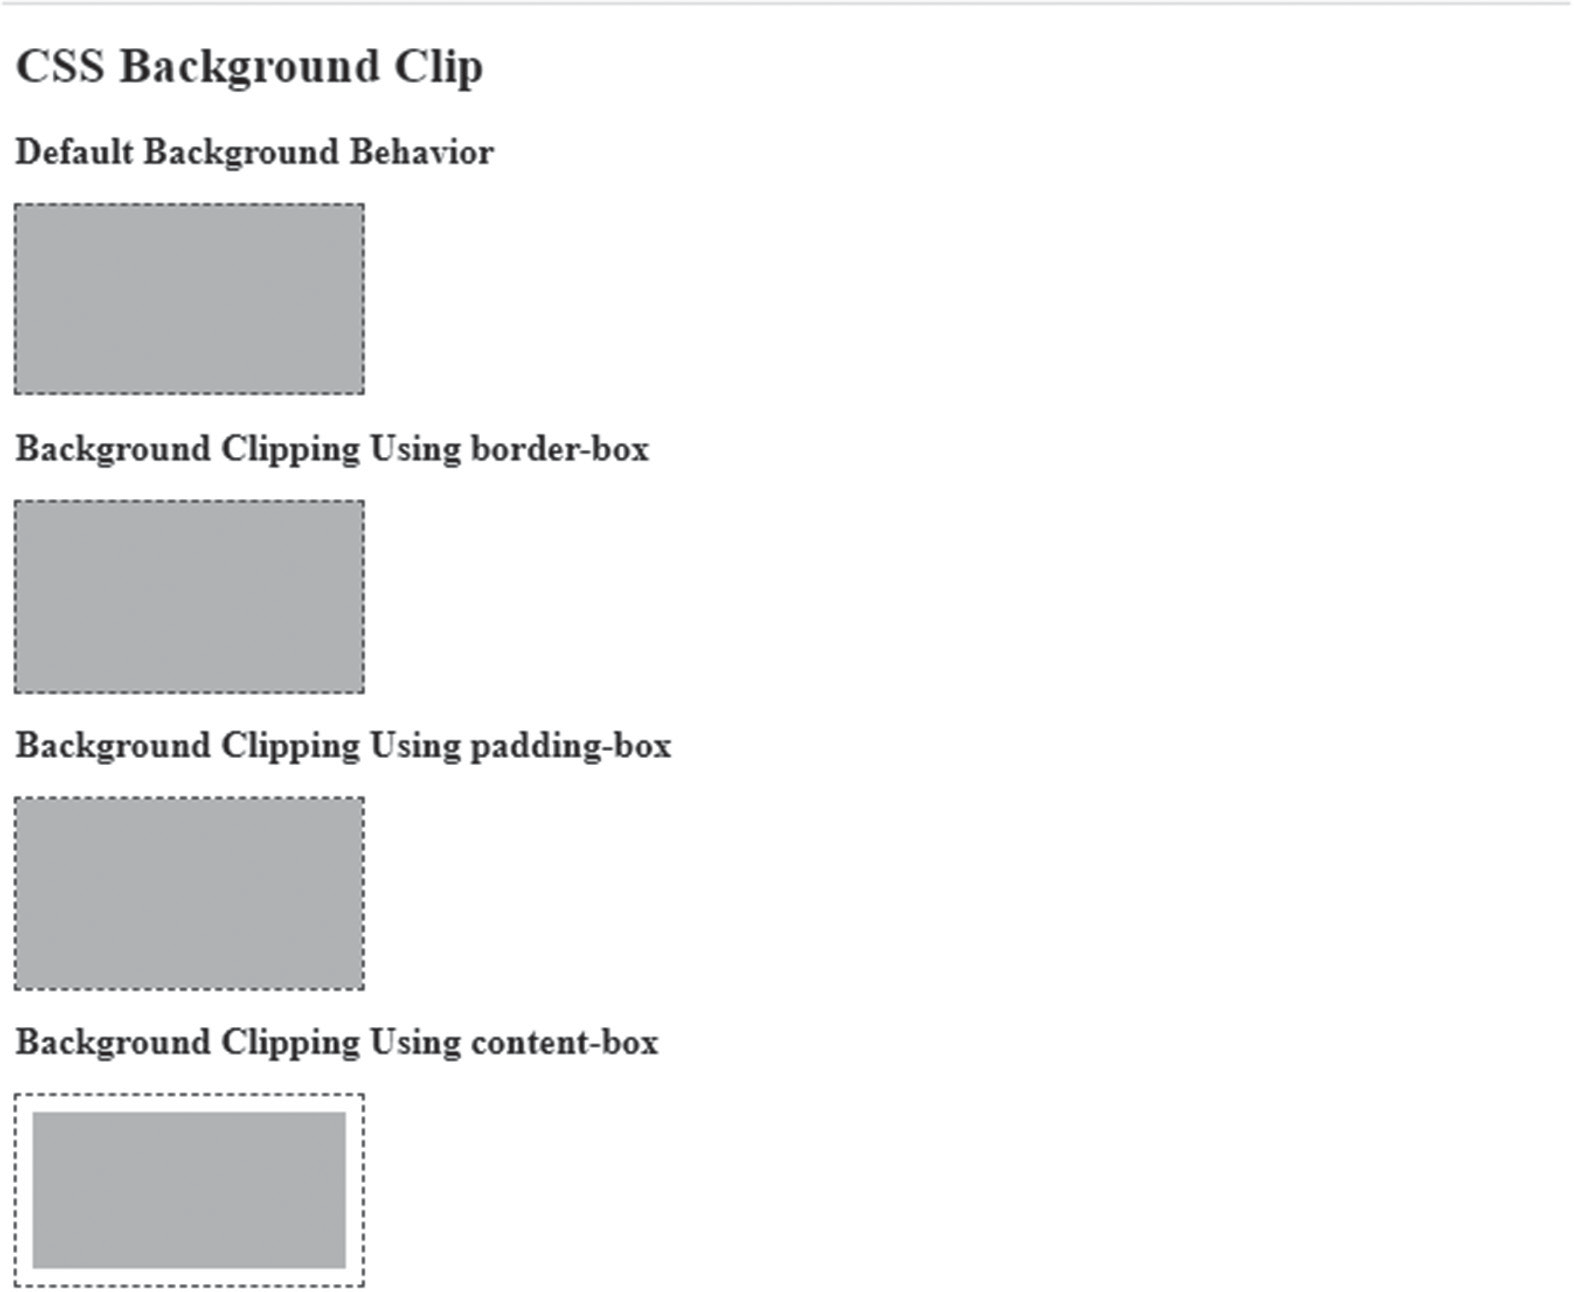 CSS Background Clip
Default Background Behavior
Background Clipping Using border-box
Background Clipping Using padding-box
Background Clipping Using content-box